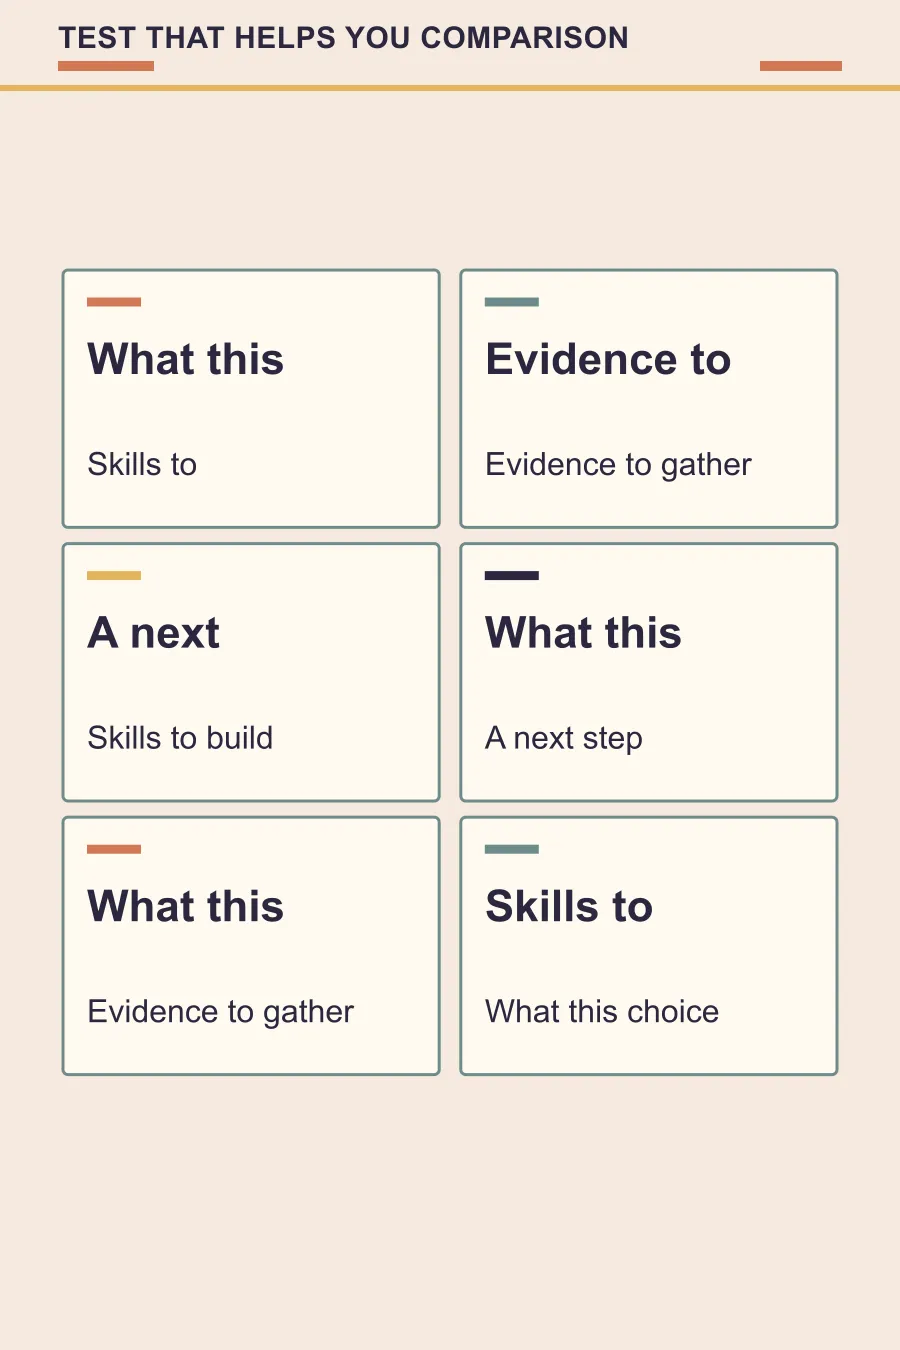 TEST THAT HELPS YOU COMPARISON
What this
Skills to
Evidence to
Evidence to gather
A next
Skills to build
What this
A next step
What this
Evidence to gather
Skills to
What this choice